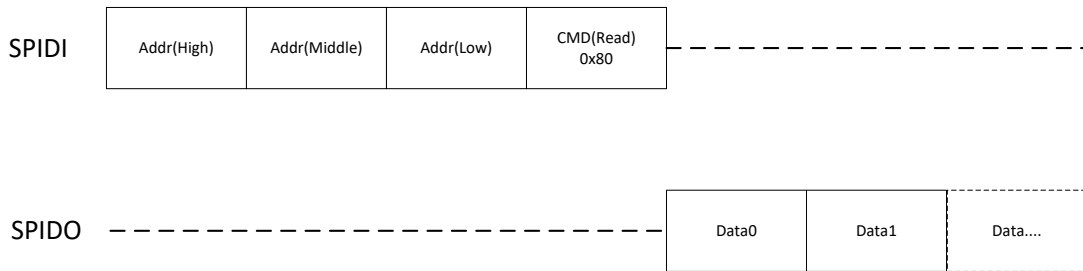 SPIDI
Addr(High)
Addr(Middle)
Addr(Low)
CMD(Read)
0x80
SPIDO
Data0
Data1
Data....